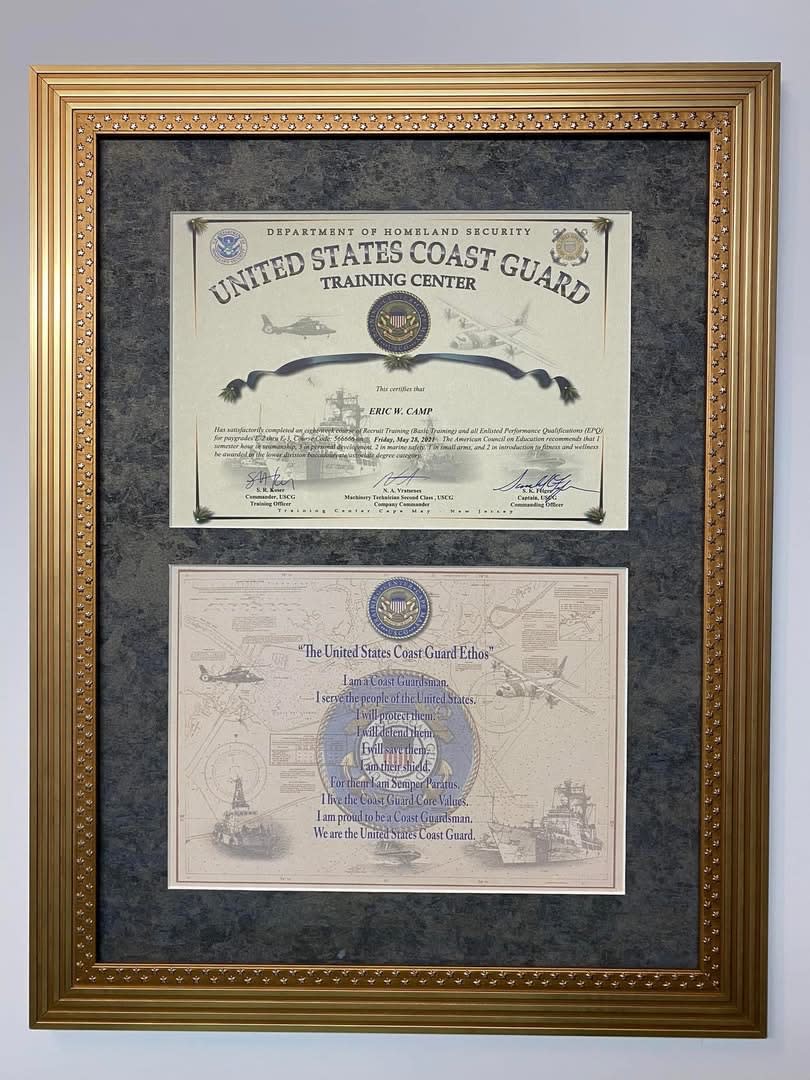 DEPARTMENT OF HOMELAND SECURITY
UNITED STATES COAST GUARD
TRAINING CENTER
This certifies that
ERIC W. CAMP
Has satisfactorily completed an eight-week course of Recruit Training (Basic Training) and all Enlisted Performance Qualifications (EPQ)
for paygrades E-2 thru E-3, Course Code: 566666 on Friday, May 28, 2021 The American Council on Education recommends that 1
semester hour in seamanship, 3 in personal development, 2 in marine safety, 1 in small arms, and 2 in introduction to fitness and wellness
be awarded in the lower division baccalaureate/associate degree category.
S. R. Koser
Commander, USCG
Training Officer
N. A. Vramenes
Machinery Technician Second Class, USCG
Company Commander
S. K.
Captain, USCG
Commanding Officer
Training Center Cape May New Jersey
"The United States Coast Guard Ethos"
I am a Coast Guardsman.
I serve the people of the United States.
I will protect them.
I will defend them.
I will save them.
I am their shield.
For them I am Semper Paratus.
I live the Coast Guard Core Values.
I am proud to be a Coast Guardsman.
We are the United States Coast Guard.